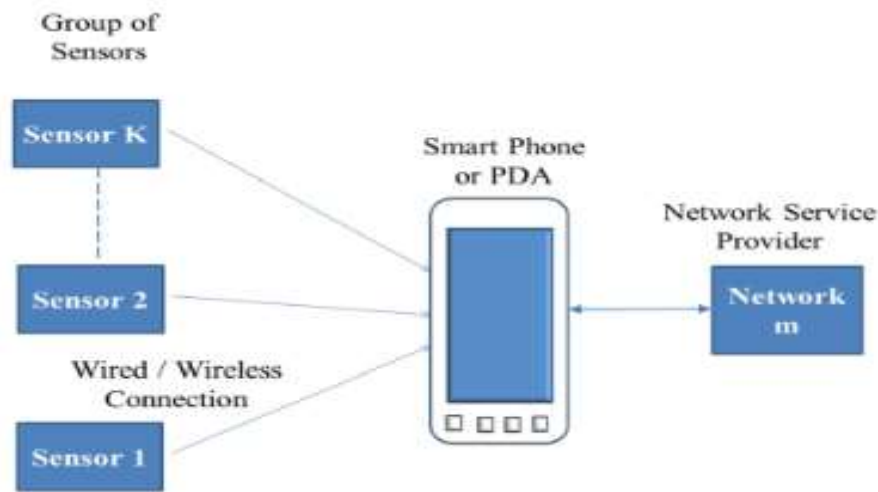 Group of
Sensors
Sensor K
Smart Phone
or PDA
Network Service
Provider
Sensor 2
Network
m
Wired / Wireless
Connection
Sensor 1